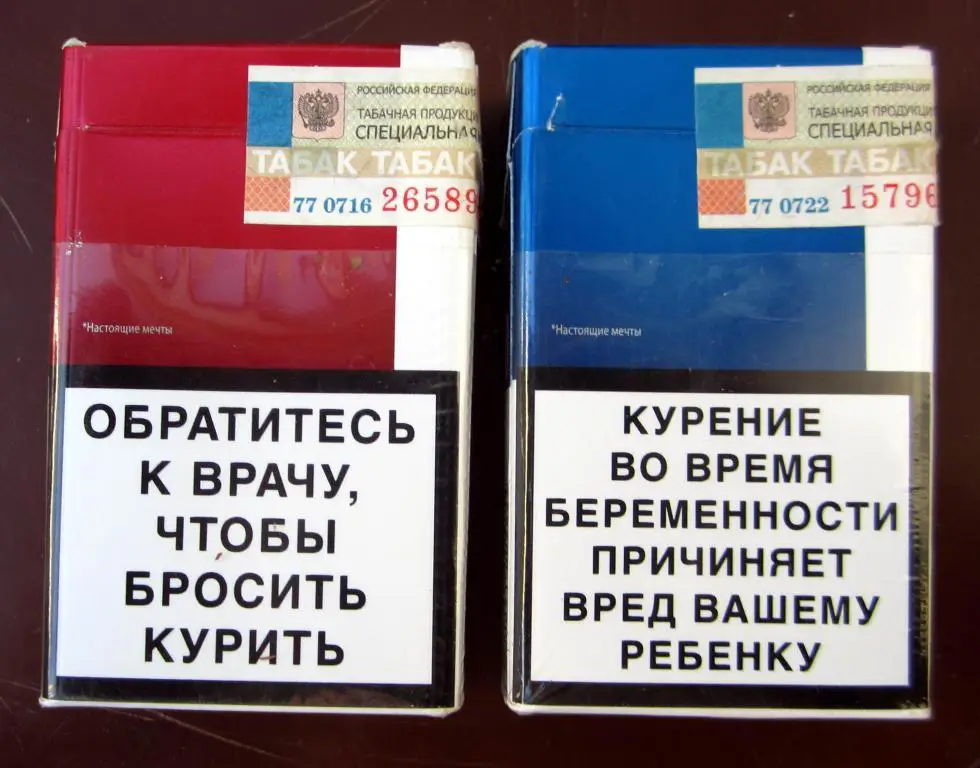 РОССИЙСКАЯ ФЕДЕРАЦИЯ
ТАБАЧНАЯ ПРОДУКЦИ
СПЕЦИАЛЬНАЯ
ТАБАК ТАБАК
77 0716 26589
*Настоящие мечты
ОБРАТИТЕСЬ
К ВРАЧУ,
ЧТОБЫ
БРОСИТЬ
КУРИТЬ
РОССИЙСКАЯ ФЕДЕРАЦИЯ
ТАБАЧНАЯ ПРОДУКЦИ
СПЕЦИАЛЬНАЯ
ТАБАК ТАБАК
77 0722 15796
*Настоящие мечты
КУРЕНИЕ
ВО ВРЕМЯ
БЕРЕМЕННОСТИ
ПРИЧИНЯЕТ
ВРЕД ВАШЕМУ
РЕБЕНКУ